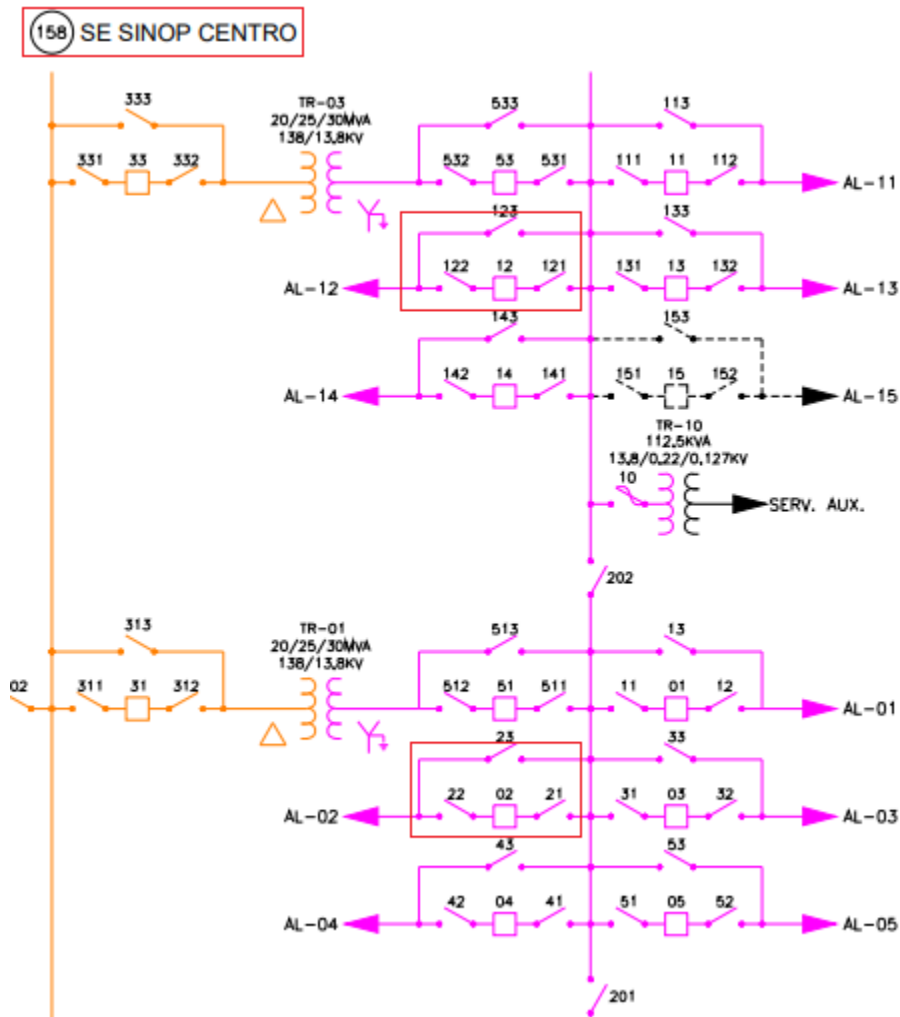 158 SE SINOP CENTRO
333
TR-03
20/25/30MVA
138/13,8KV
533
113
331 33 332
532 53 531
111 11 112
AL-11
123
133
AL-12
122 12 121
131 13 132
AL-13
143
153
AL-14
142 14 141
151 15 152
AL-15
TR-10
112,5KVA
13,8/0,22/0,127KV
10
SERV. AUX.
202
313
TR-01
20/25/30MVA
138/13,8KV
513
13
02
311 31 312
512 51 511
11 01 12
AL-01
23
33
AL-02
22 02 21
31 03 32
AL-03
43
53
AL-04
42 04 41
51 05 52
AL-05
201